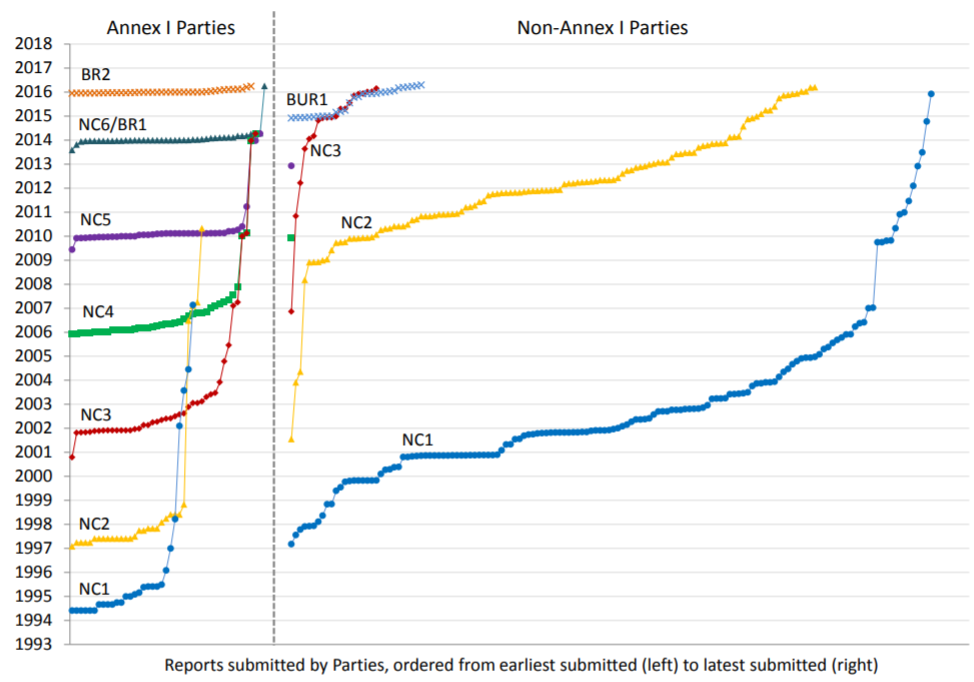 Annex I Parties
Non-Annex I Parties
2018
2017
2016
2015
2014
2013
2012
2011
2010
2009
2008
2007
2006
2005
2004
2003
2002
2001
2000
1999
1998
1997
1996
1995
1994
1993
BR2
NC6/BR1
NC5
NC4
NC3
NC2
NC1
BUR1
NC3
NC2
NC1
Reports submitted by Parties, ordered from earliest submitted (left) to latest submitted (right)